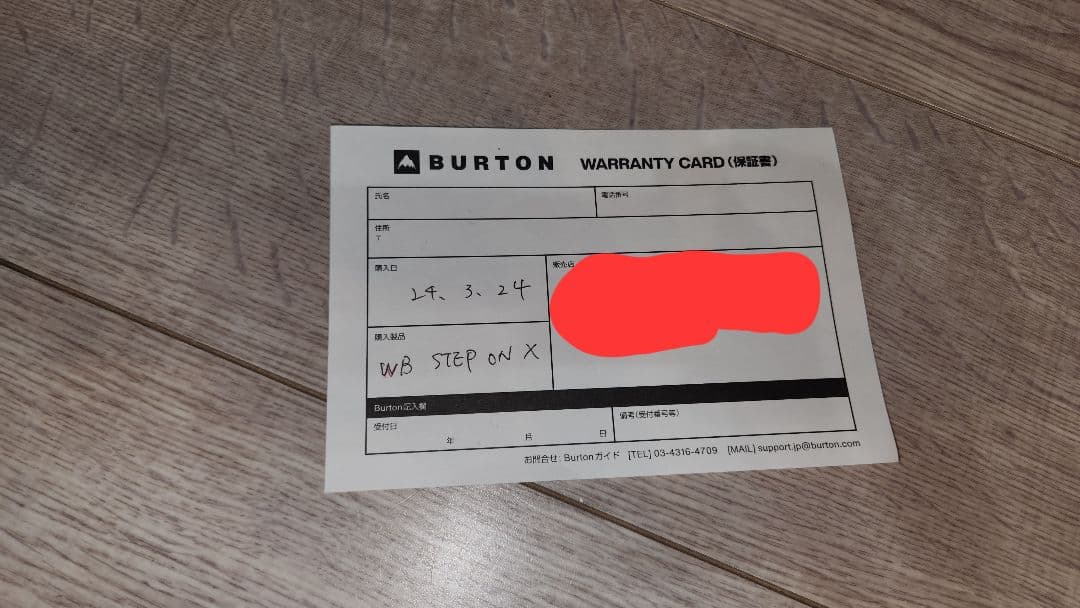 BURTON WARRANTY CARD(保証書)
氏名
電話番号
住所
〒
購入日
24、3、24
販売店
購入製品
WB STEP ON X
Burton記入欄
受付日
年 月 日
備考(受付番号等)
お問合せ: Burtonガイド [TEL] 03-4316-4709 [MAIL] support.jp@burton.com